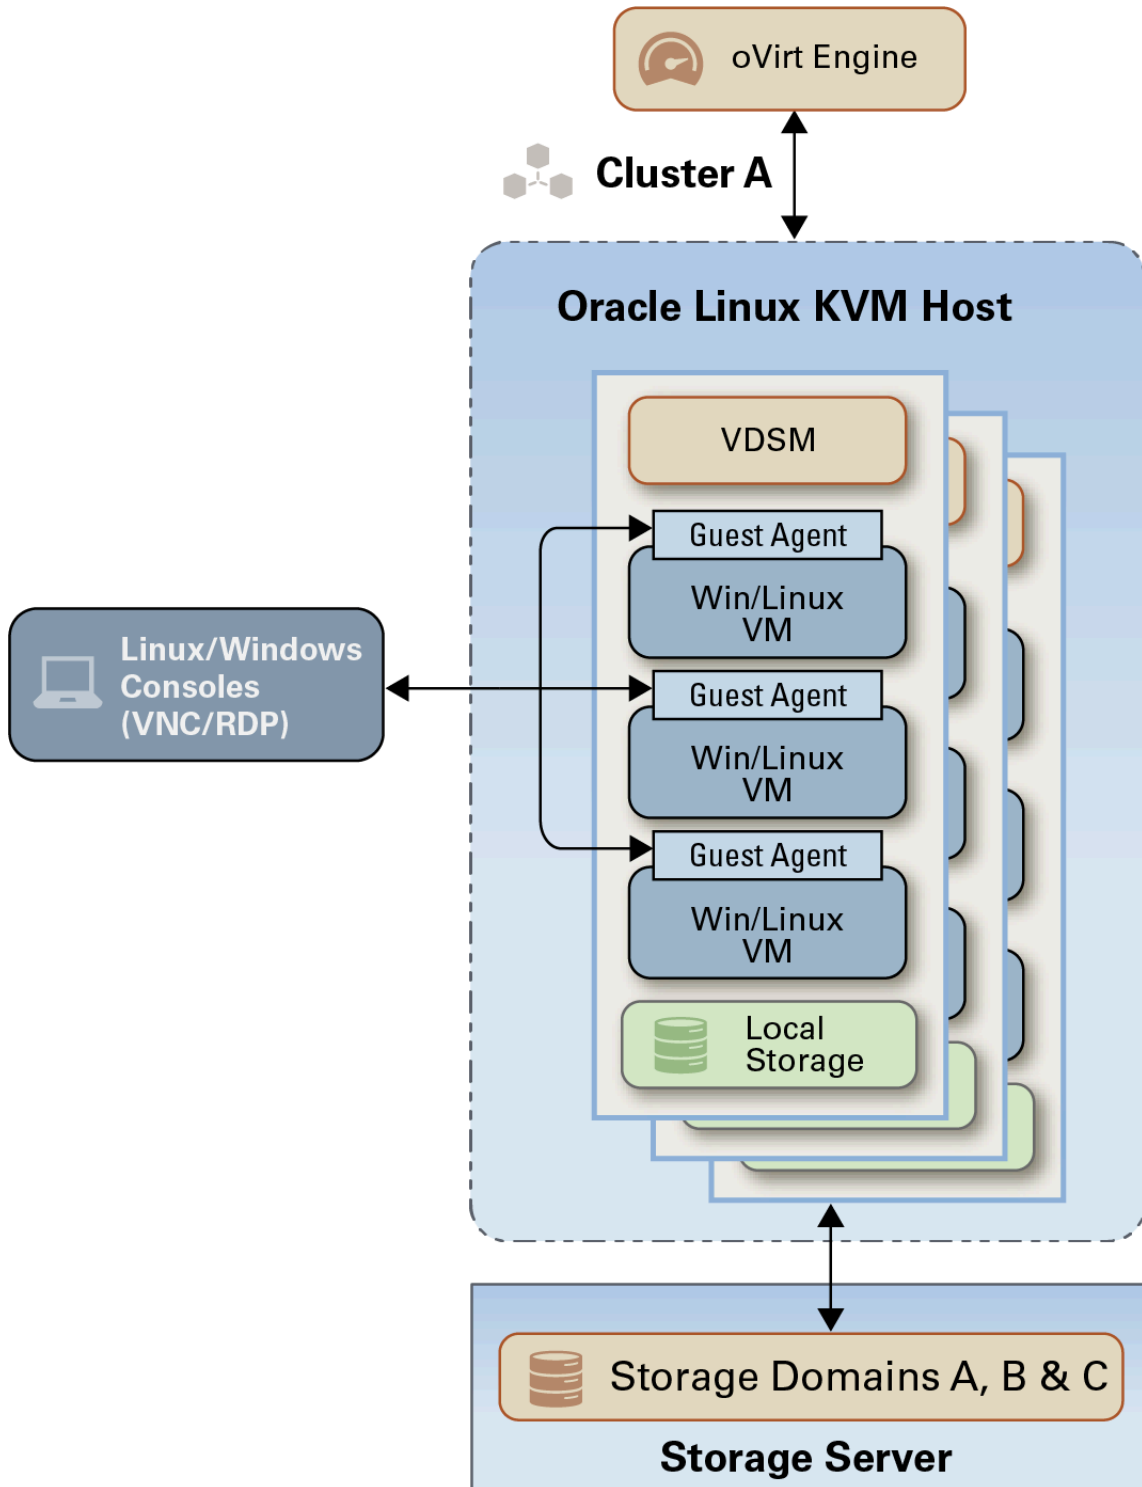 oVirt Engine
Cluster A
Oracle Linux KVM Host
VDSM
Guest Agent
Win/Linux
VM
Linux/Windows
Consoles
(VNC/RDP)
Guest Agent
Win/Linux
VM
Guest Agent
Win/Linux
VM
Local
Storage
Storage Domains A, B & C
Storage Server